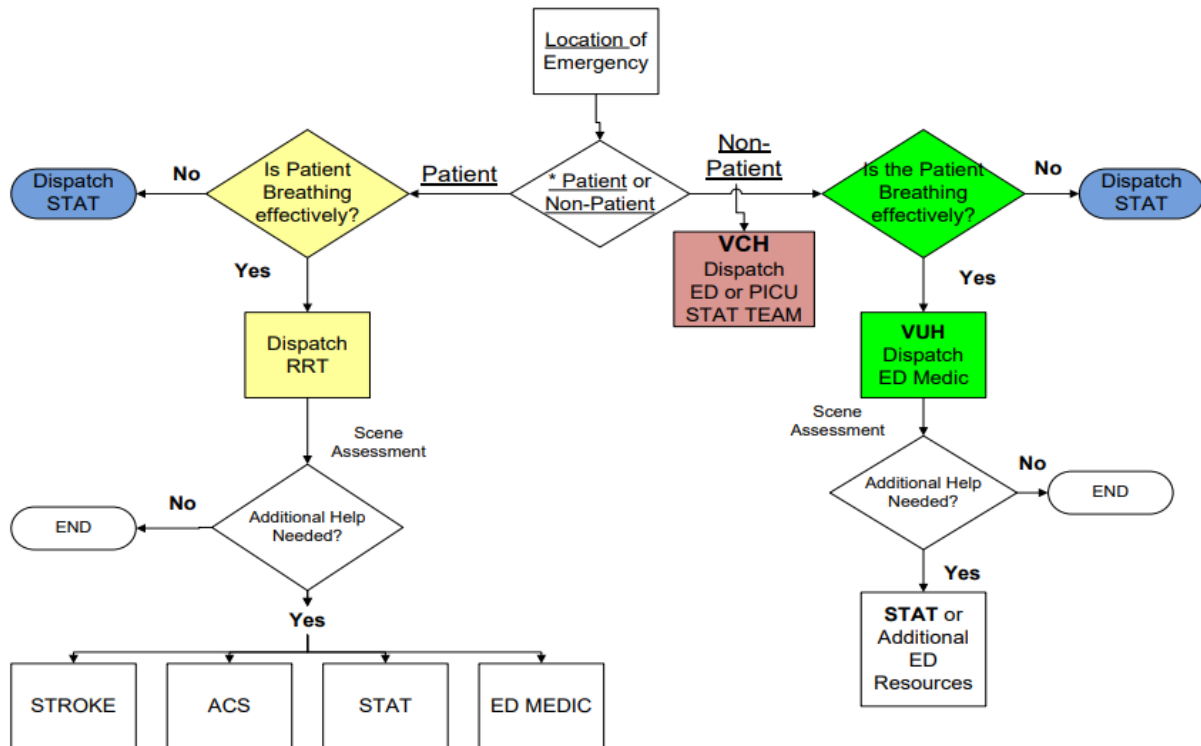 Location of
Emergency
Non-
Patient
Patient
* Patient or
Non-Patient
No
Dispatch
STAT
Is Patient
Breathing
effectively?
Is the Patient
Breathing
effectively?
No
Dispatch
STAT
VCH
Dispatch
ED or PICU
STAT TEAM
Yes
Yes
Dispatch
RRT
VUH
Dispatch
ED Medic
Scene
Assessment
Scene
Assessment
No
END
Additional Help
Needed?
Additional Help
Needed?
No
END
Yes
Yes
STAT or
Additional
ED
Resources
STROKE
ACS
STAT
ED MEDIC